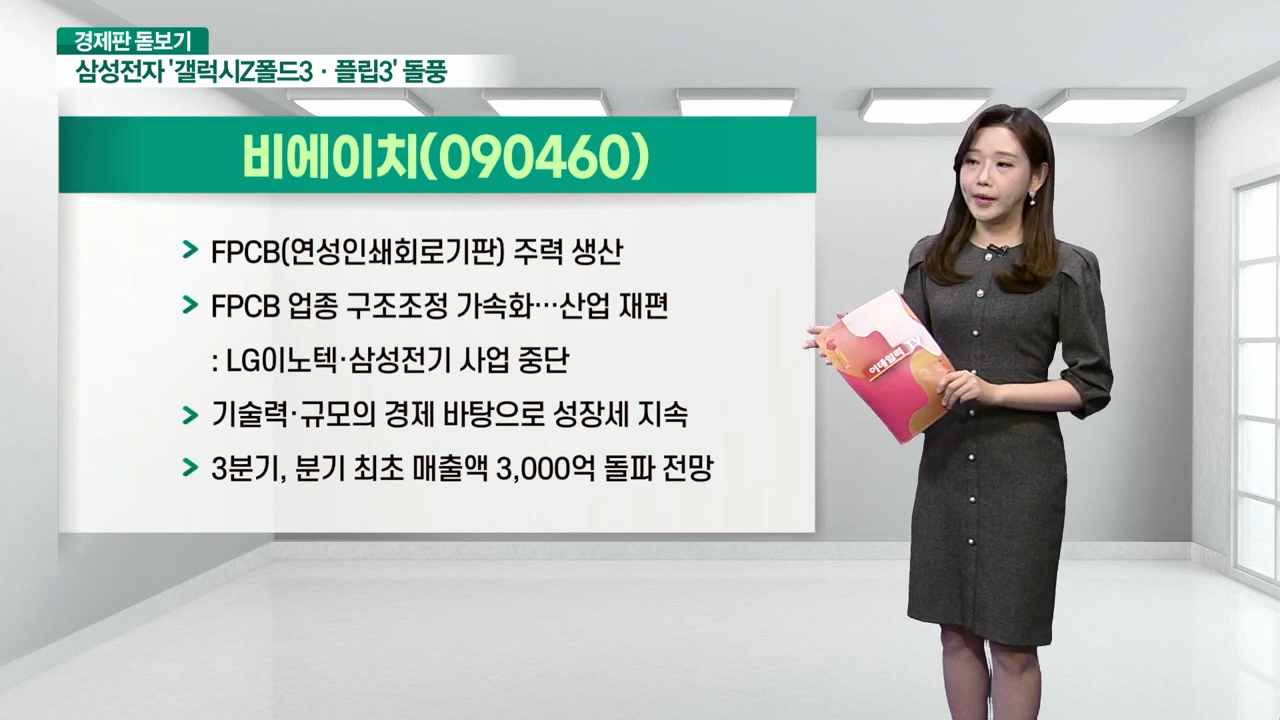 경제판 돋보기
삼성전자 '갤럭시Z폴드3·플립3' 돌풍
비에이치(090460)
> FPCB(연성인쇄회로기판) 주력 생산
> FPCB 업종 구조조정 가속화…산업 재편
: LG이노텍·삼성전기 사업 중단
> 기술력·규모의 경제 바탕으로 성장세 지속
> 3분기, 분기 최초 매출액 3,000억 돌파 전망
이데일리 TV